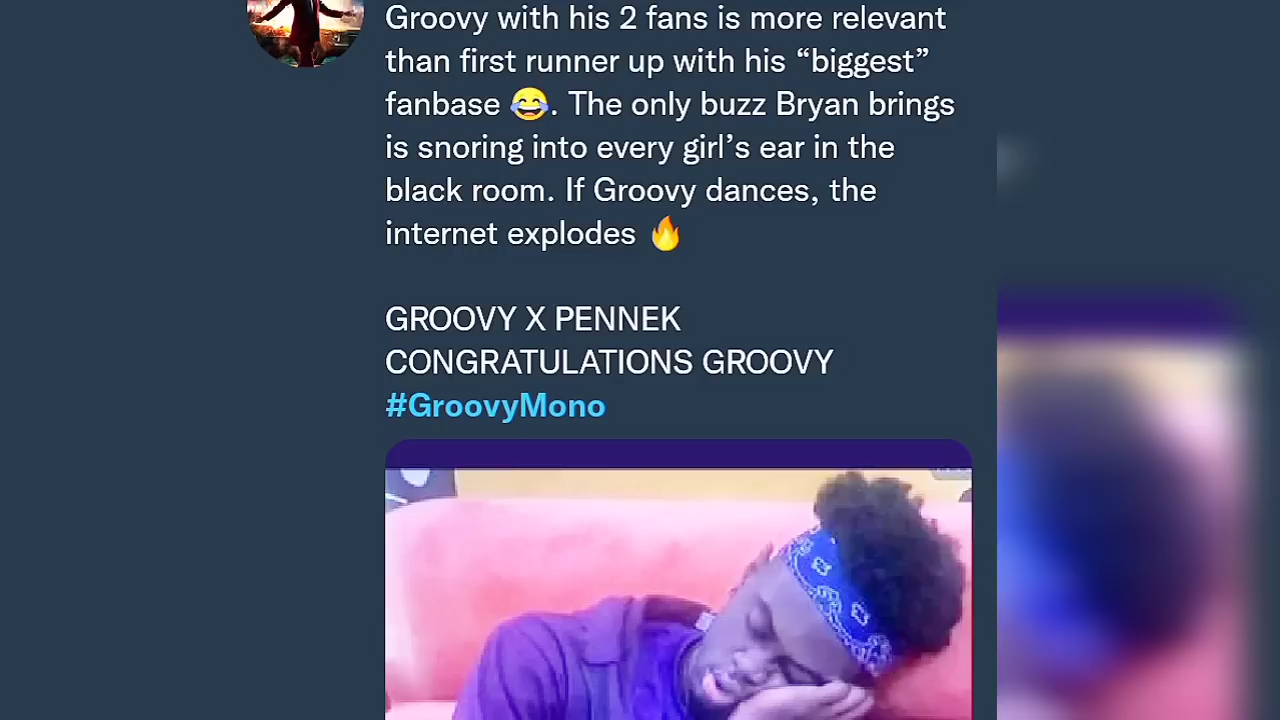 Groovy with his 2 fans is more relevant
than first runner up with his “biggest”
fanbase 😂. The only buzz Bryan brings
is snoring into every girl’s ear in the
black room. If Groovy dances, the
internet explodes 🔥
GROOVY X PENNEK
CONGRATULATIONS GROOVY
#GroovyMono